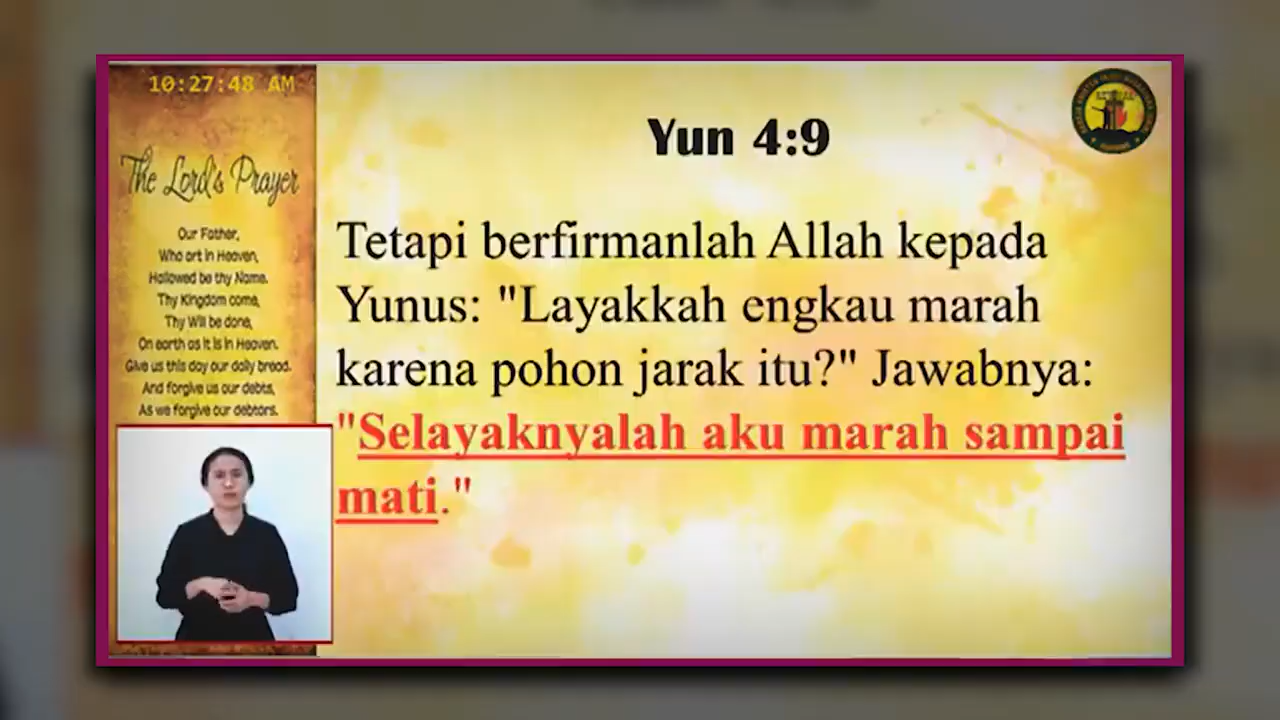 10:27:48 AM
The Lord's Prayer
Our Father,
Who art in Heaven,
Hallowed be thy Name.
Thy Kingdom come,
Thy Will be done,
On earth as it is in Heaven.
Give us this day our daily bread.
And forgive us our debts,
As we forgive our debtors.
Yun 4:9
Tetapi berfirmanlah Allah kepada
Yunus: "Layakkah engkau marah
karena pohon jarak itu?" Jawabnya:
"Selayaknyalah aku marah sampai
mati."